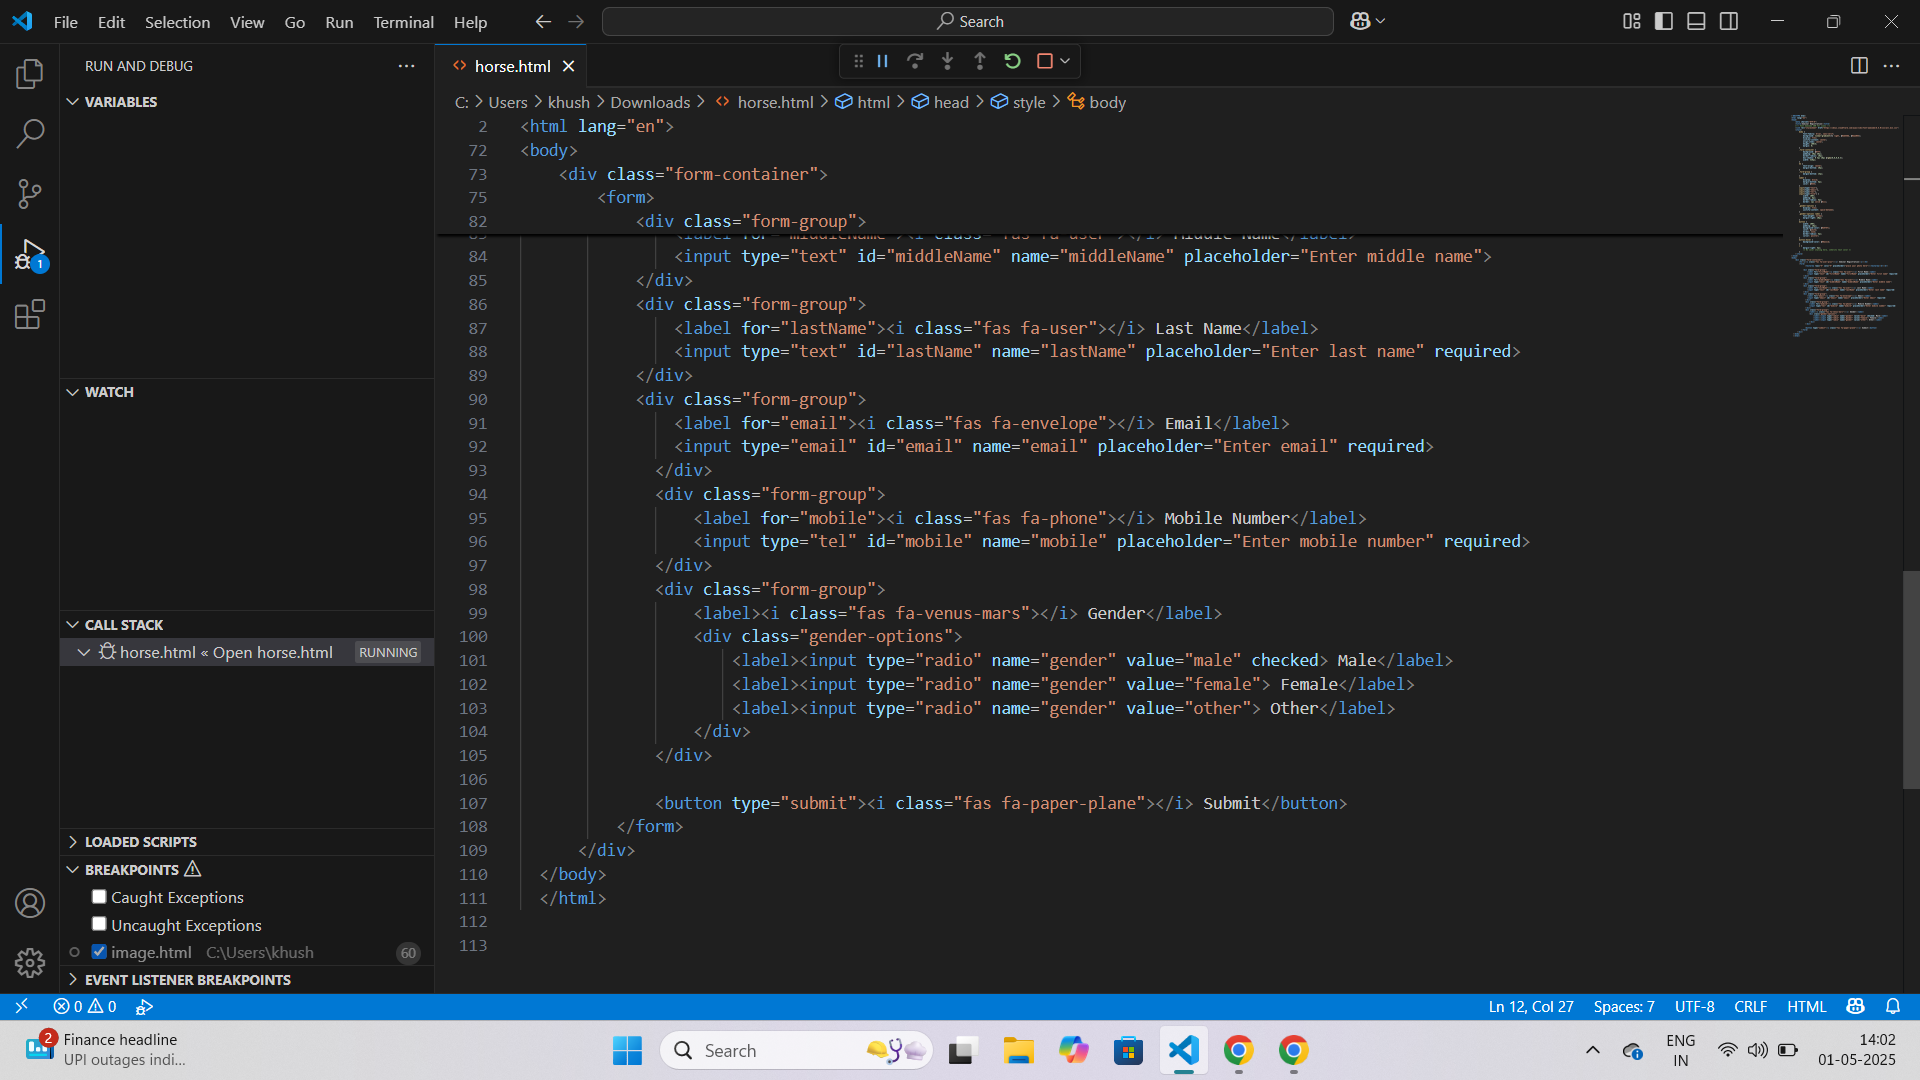 File Edit Selection View Go Run Terminal Help
Search
RUN AND DEBUG
horse.html
VARIABLES
C: > Users > khush > Downloads > horse.html > html > head > style > body
2 <html lang="en">
72 <body>
73 <div class="form-container">
75 <form>
82 <div class="form-group">
84 <input type="text" id="middleName" name="middleName" placeholder="Enter middle name">
85 </div>
86 <div class="form-group">
87 <label for="lastName"><i class="fas fa-user"></i> Last Name</label>
88 <input type="text" id="lastName" name="lastName" placeholder="Enter last name" required>
89 </div>
90 <div class="form-group">
91 <label for="email"><i class="fas fa-envelope"></i> Email</label>
92 <input type="email" id="email" name="email" placeholder="Enter email" required>
93 </div>
94 <div class="form-group">
95 <label for="mobile"><i class="fas fa-phone"></i> Mobile Number</label>
96 <input type="tel" id="mobile" name="mobile" placeholder="Enter mobile number" required>
97 </div>
98 <div class="form-group">
99 <label><i class="fas fa-venus-mars"></i> Gender</label>
100 <div class="gender-options">
101 <label><input type="radio" name="gender" value="male" checked> Male</label>
102 <label><input type="radio" name="gender" value="female"> Female</label>
103 <label><input type="radio" name="gender" value="other"> Other</label>
104 </div>
105 </div>
106
107 <button type="submit"><i class="fas fa-paper-plane"></i> Submit</button>
108 </form>
109 </div>
110 </body>
111 </html>
112
113
WATCH
1
CALL STACK
horse.html « Open horse.html RUNNING
LOADED SCRIPTS
BREAKPOINTS
Caught Exceptions
Uncaught Exceptions
image.html C:\Users\khush 60
EVENT LISTENER BREAKPOINTS
0 0
Ln 12, Col 27 Spaces: 7 UTF-8 CRLF HTML
2
Finance headline
UPI outages indi...
Search
ENG
IN
14:02
01-05-2025